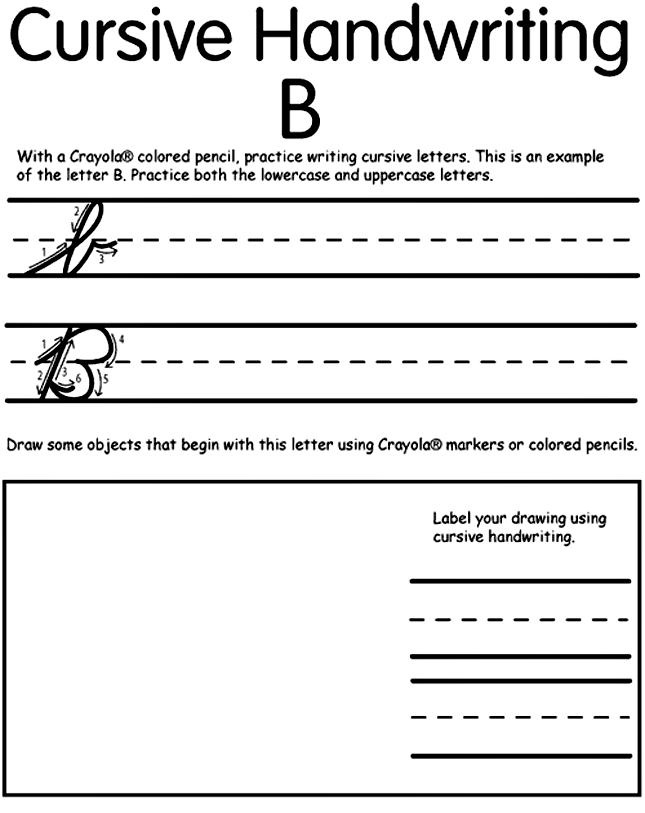 Cursive Handwriting
B
With a Crayola® colored pencil, practice writing cursive letters. This is an example
of the letter B. Practice both the lowercase and uppercase letters.
2
b
1
3
1
4
B
2
3
6
5
Draw some objects that begin with this letter using Crayola® markers or colored pencils.
Label your drawing using
cursive handwriting.